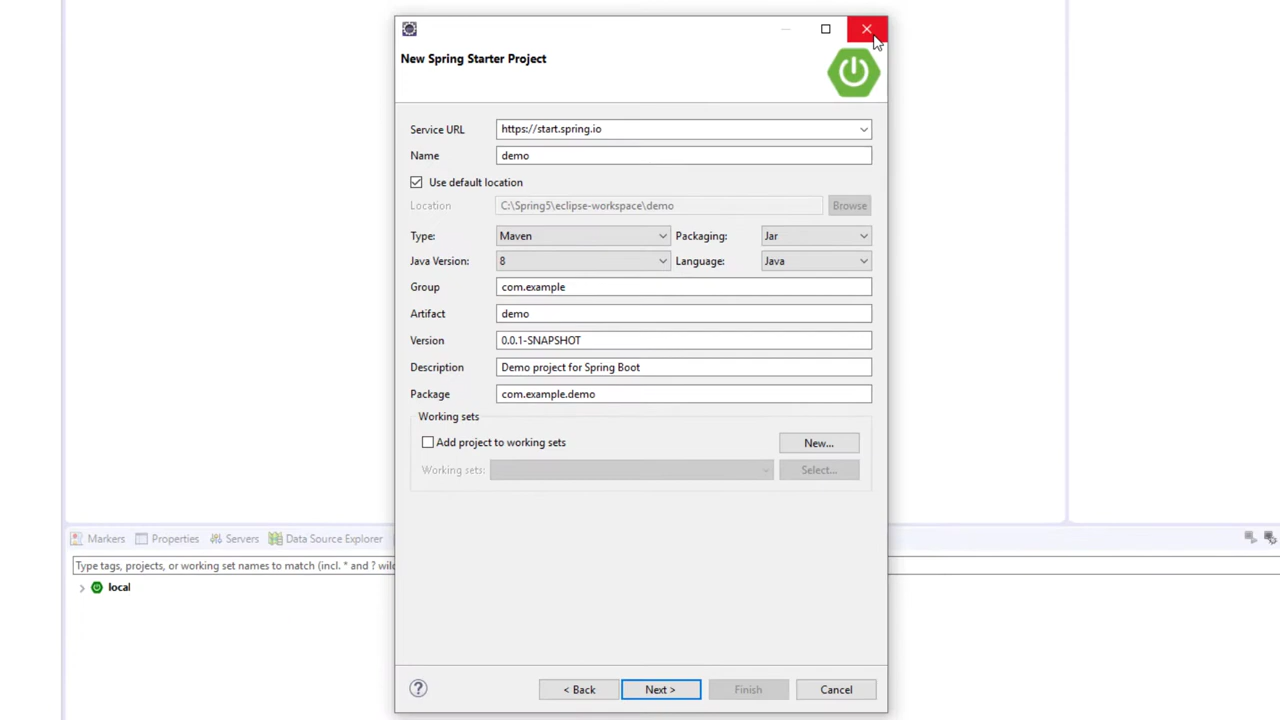 New Spring Starter Project
Service URL https://start.spring.io
Name demo
Use default location
Location C:\Spring5\eclipse-workspace\demo Browse
Type: Maven Packaging: Jar
Java Version: 8 Language: Java
Group com.example
Artifact demo
Version 0.0.1-SNAPSHOT
Description Demo project for Spring Boot
Package com.example.demo
Working sets
Add project to working sets New...
Working sets: Select...
Markers Properties Servers Data Source Explorer
Type tags, projects, or working set names to match (incl. * and ? wild
local
? < Back Next > Finish Cancel